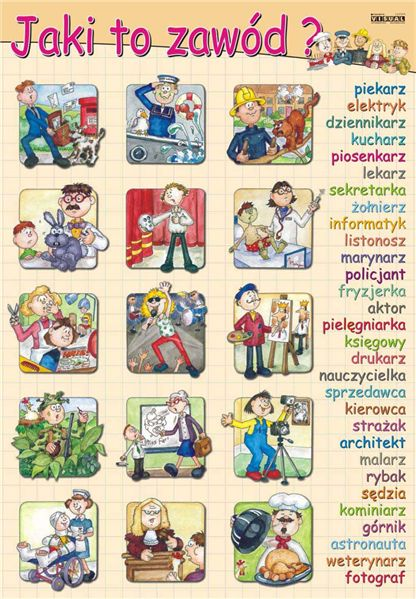 Jaki to zawód ?
VISUAL
piekarz
elektryk
dziennikarz
kucharz
piosenkarz
lekarz
sekretarka
żołnierz
informatyk
listonosz
marynarz
policjant
fryzjerka
aktor
pielęgniarka
księgowy
drukarz
nauczycielka
sprzedawca
kierowca
strażak
architekt
malarz
rybak
sędzia
kominiarz
górnik
astronauta
weterynarz
fotograf